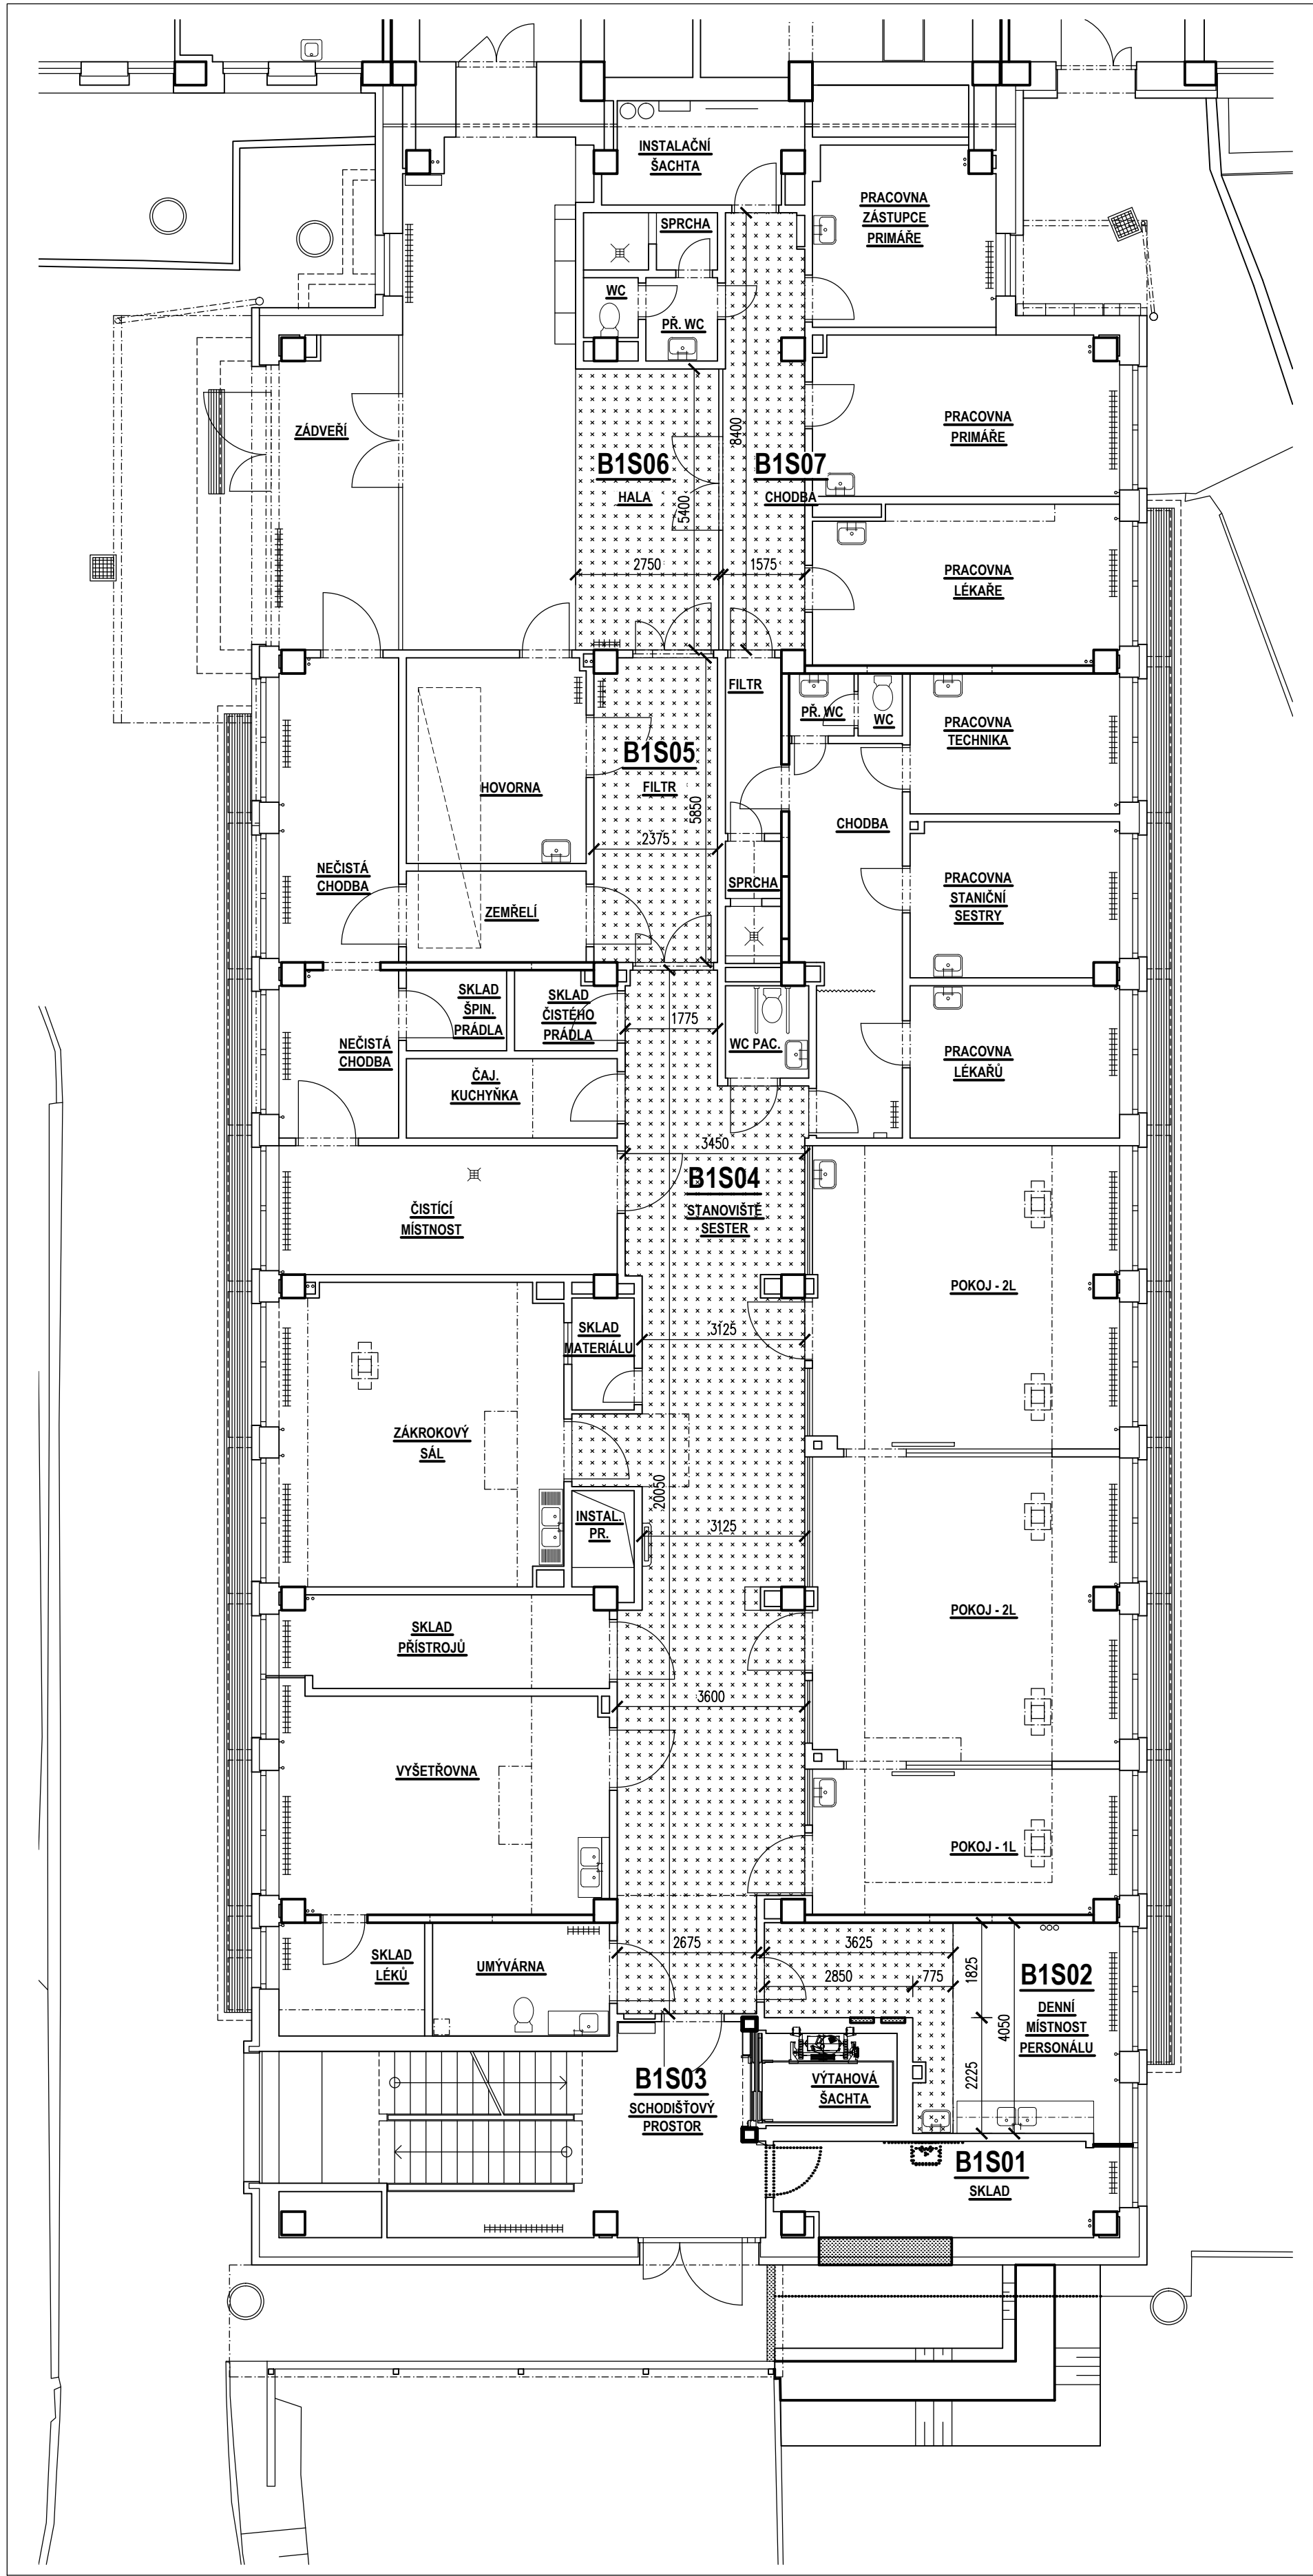 INSTALAČNÍ
ŠACHTA
SPRCHA
WC
PŘ. WC
PRACOVNA
ZÁSTUPCE
PRIMÁŘE
ZÁDVEŘÍ
B1S06
HALA
5400
2750
8400
B1S07
CHODBA
1575
PRACOVNA
PRIMÁŘE
PRACOVNA
LÉKAŘE
FILTR
PŘ. WC
WC
PRACOVNA
TECHNIKA
HOVORNA
B1S05
FILTR
5850
2375
CHODBA
NEČISTÁ
CHODBA
ZEMŘELÍ
SPRCHA
PRACOVNA
STANIČNÍ
SESTRY
SKLAD
ŠPIN.
PRÁDLA
SKLAD
ČISTÉHO
PRÁDLA
1775
WC PAC.
NEČISTÁ
CHODBA
ČAJ.
KUCHYŇKA
PRACOVNA
LÉKAŘŮ
3450
B1S04
STANOVIŠTĚ
SESTER
ČISTÍCÍ
MÍSTNOST
POKOJ - 2L
SKLAD
MATERIÁLU
3125
ZÁKROKOVÝ
SÁL
20050
INSTAL.
PR.
3125
POKOJ - 2L
SKLAD
PŘÍSTROJŮ
3600
VYŠETŘOVNA
POKOJ - 1L
SKLAD
LÉKŮ
UMÝVÁRNA
2675
3625
2850
775
1825
4050
2225
B1S02
DENNÍ
MÍSTNOST
PERSONÁLU
B1S03
SCHODIŠŤOVÝ
PROSTOR
VÝTAHOVÁ
ŠACHTA
B1S01
SKLAD